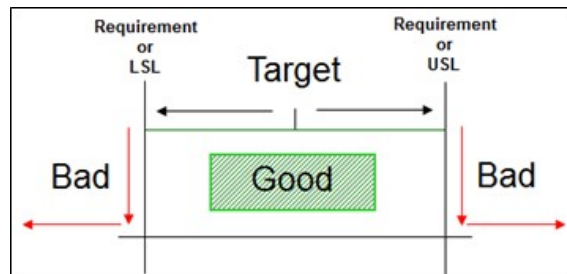 Requirement
or
LSL
Requirement
or
USL
Target
Bad
Good
Bad